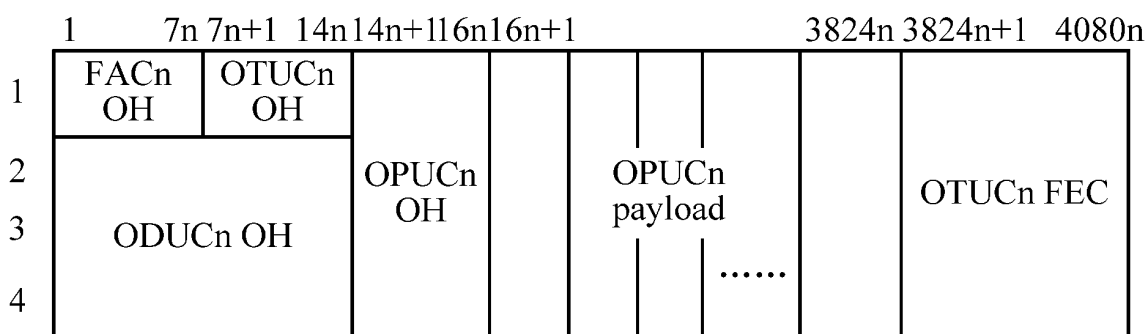 1 7n 7n+1 14n 14n+1 16n 16n+1 3824n 3824n+1 4080n
1 FACn OH OTUCn OH
2 OPUCn OH OPUCn payload OTUCn FEC
3 ODUCn OH
4 ......